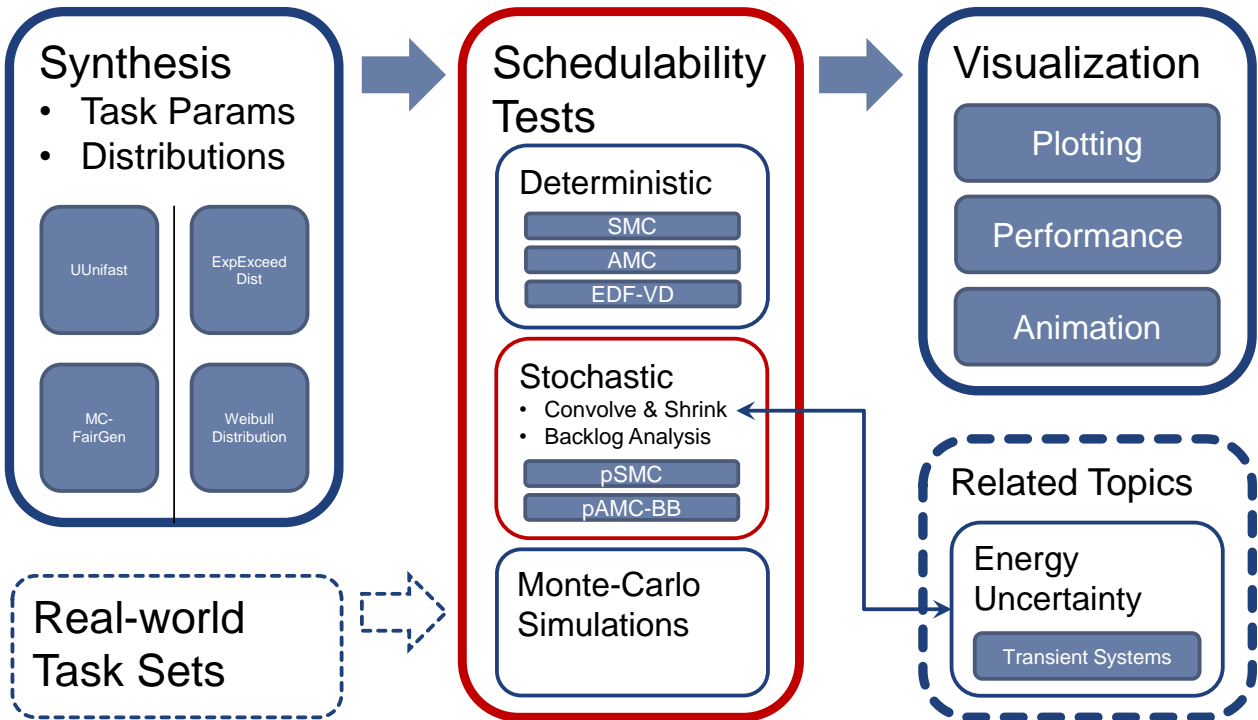 Synthesis
• Task Params
• Distributions
UUnifast
ExpExceed
Dist
MC-
FairGen
Weibull
Distribution
Real-world
Task Sets
Schedulability
Tests
Deterministic
SMC
AMC
EDF-VD
Stochastic
• Convolve & Shrink
• Backlog Analysis
pSMC
pAMC-BB
Monte-Carlo
Simulations
Visualization
Plotting
Performance
Animation
Related Topics
Energy
Uncertainty
Transient Systems